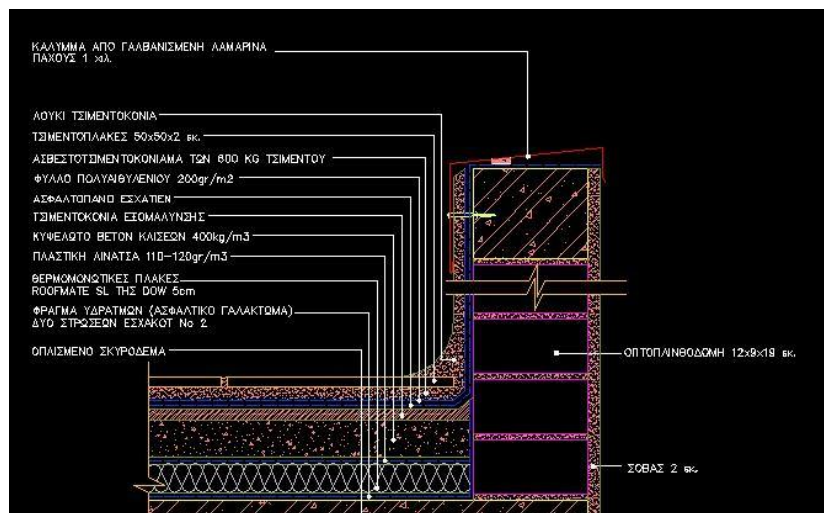 ΚΑΛΥΜΜΑ ΑΠΟ ΓΑΛΒΑΝΙΣΜΕΝΗ ΛΑΜΑΡΙΝΑ
ΠΑΧΟΥΣ 1 χιλ.
ΛΟΥΚΙ ΤΣΙΜΕΝΤΟΚΟΝΙΑ
ΤΣΙΜΕΝΤΟΠΛΑΚΕΣ 50x50x2 εκ.
ΑΣΒΕΣΤΟΤΣΙΜΕΝΤΟΚΟΝΙΑΜΑ ΤΩΝ 600 KG ΤΣΙΜΕΝΤΟΥ
ΦΥΛΛΟ ΠΟΛΥΑΙΘΥΛΕΝΙΟΥ 200gr/m2
ΑΣΦΑΛΤΟΠΑΝΟ ΕΣΧΑΤΙΕΝ
ΤΣΙΜΕΝΤΟΚΟΝΙΑ ΕΞΟΜΑΛΥΝΣΗΣ
ΚΥΨΕΛΩΤΟ ΒΕΤΟΝ ΚΛΙΣΕΩΝ 400kg/m3
ΠΛΑΣΤΙΚΗ ΛΙΝΑΤΣΑ 110-120gr/m3
ΘΕΡΜΟΜΟΝΩΤΙΚΕΣ ΠΛΑΚΕΣ
ROOFMATE SL ΤΗΣ DOW 5cm
ΦΡΑΓΜΑ ΥΔΡΑΤΜΩΝ (ΑΣΦΑΛΤΙΚΟ ΓΑΛΑΚΤΩΜΑ)
ΔΥΟ ΣΤΡΩΣΕΩΝ ΕΣΧΑΚΟΤ Νο 2
ΟΠΛΙΣΜΕΝΟ ΣΚΥΡΟΔΕΜΑ
ΟΠΤΟΠΛΙΝΘΟΔΩΜΗ 12x9x19 εκ.
ΣΟΒΑΣ 2 εκ.